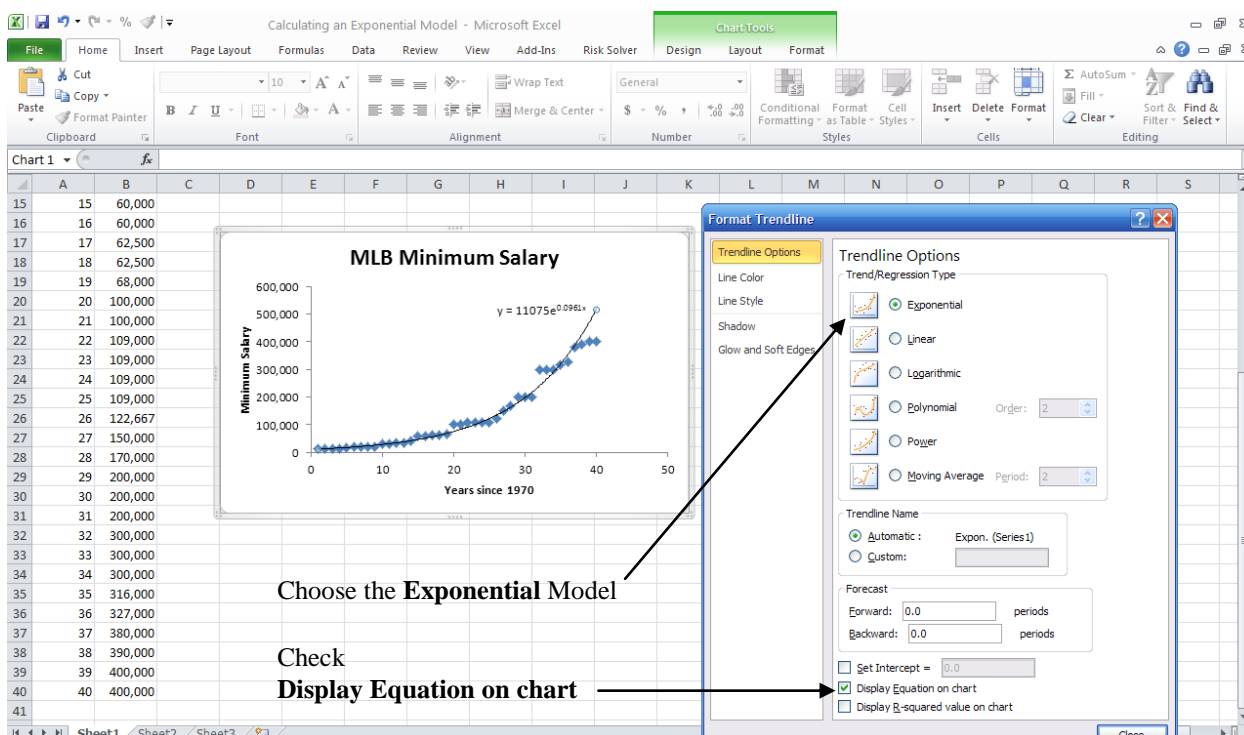 Calculating an Exponential Model - Microsoft Excel
Chart Tools
File Home Insert Page Layout Formulas Data Review View Add-Ins Risk Solver Design Layout Format
Cut
Copy
Format Painter
Paste
Clipboard
10
B I U
Font
Wrap Text
Merge & Center
Alignment
General
$ % ,
Number
Conditional Formatting
Format as Table
Cell Styles
Styles
Insert Delete Format
Cells
Σ AutoSum
Fill
Clear
Sort & Filter
Find & Select
Editing
Chart 1
fx
A B C D E F G H I J K L M N O P Q R S
15 15 60,000
16 16 60,000
17 17 62,500
18 18 62,500
19 19 68,000
20 20 100,000
21 21 100,000
22 22 109,000
23 23 109,000
24 24 109,000
25 25 109,000
26 26 122,667
27 27 150,000
28 28 170,000
29 29 200,000
30 30 200,000
31 31 200,000
32 32 300,000
33 33 300,000
34 34 300,000
35 35 316,000
36 36 327,000
37 37 380,000
38 38 390,000
39 39 400,000
40 40 400,000
41
MLB Minimum Salary
600,000
500,000
400,000
300,000
200,000
100,000
0
Minimum Salary
y = 11075e^0.0961x
0 10 20 30 40 50
Years since 1970
Choose the Exponential Model
Check
Display Equation on chart
Format Trendline
Trendline Options
Line Color
Line Style
Shadow
Glow and Soft Edges
Trendline Options
Trend/Regression Type
Exponential
Linear
Logarithmic
Polynomial Order: 2
Power
Moving Average Period: 2
Trendline Name
Automatic : Expon. (Series1)
Custom:
Forecast
Forward: 0.0 periods
Backward: 0.0 periods
Set Intercept = 0.0
Display Equation on chart
Display R-squared value on chart
Close
Sheet1 Sheet2 Sheet3